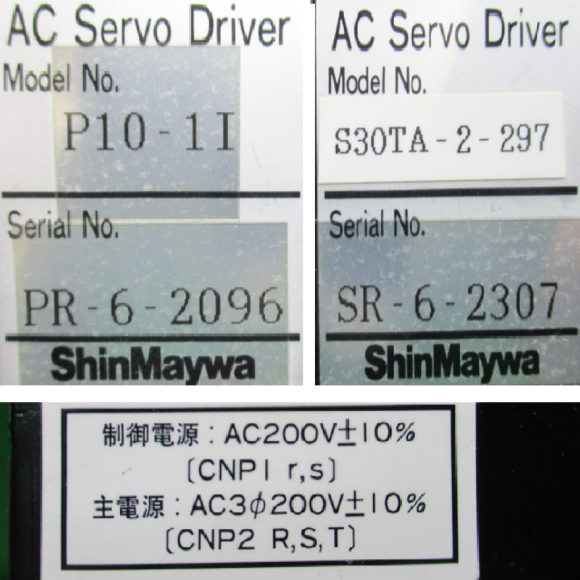 AC Servo Driver
Model No.
P10-1I
Serial No.
PR-6-2096
ShinMaywa
AC Servo Driver
Model No.
S30TA-2-297
Serial No.
SR-6-2307
ShinMaywa
制御電源：AC200V±10%
〔CNP1 r,s〕
主電源：AC3φ200V±10%
〔CNP2 R,S,T〕